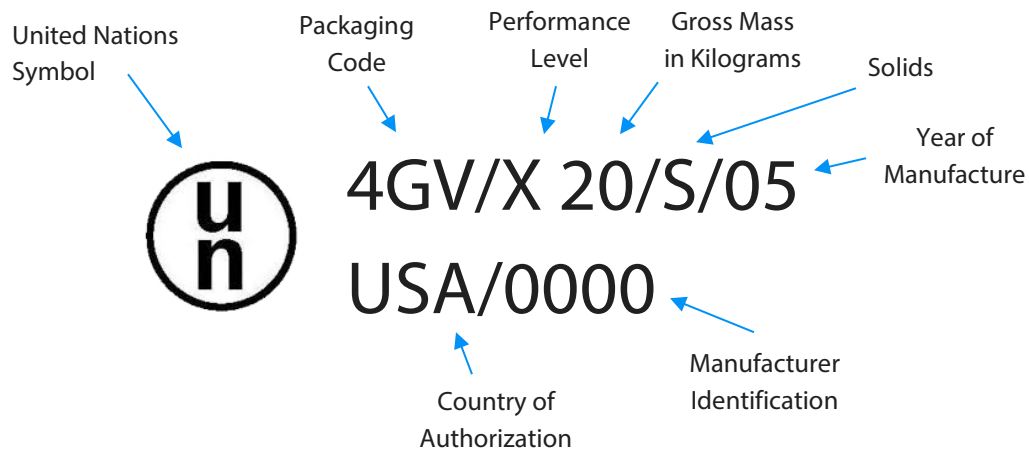 United Nations
Symbol
Packaging
Code
Performance
Level
Gross Mass
in Kilograms
Solids
Year of
Manufacture
un
4GV/X 20/S/05
USA/0000
Country of
Authorization
Manufacturer
Identification